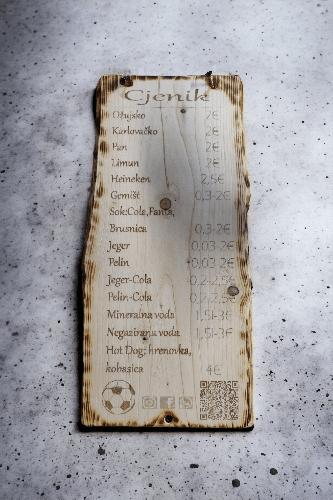 Cjenik
Ožujsko 2€
Karlovačko 2€
Pan 2€
Limun 2€
Heineken 2,5€
Gemišt 0,3-2€
Sok:Cola,Fanta,
Brusnica 0,3-2€
Jeger 0,03-2€
Pelin 0,03-2€
Jeger-Cola 0,2-2,5€
Pelin-Cola 0,2-2,5€
Mineralna voda 1,5l-3€
Negazirana voda 1,5l-3€
Hot Dog: hrenovka,
kobasica 4€